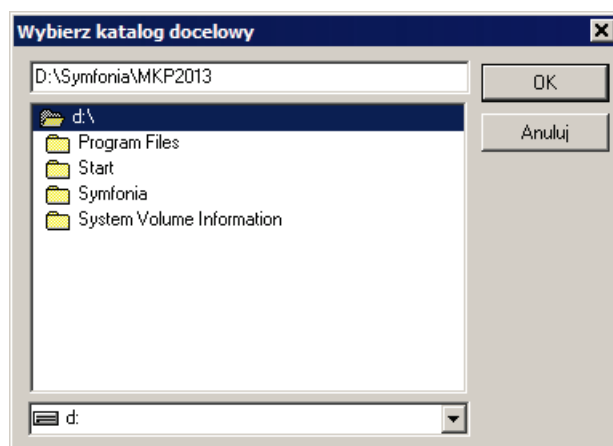 Wybierz katalog docelowy
D:\Symfonia\MKP2013
OK
d:\
Anuluj
Program Files
Start
Symfonia
System Volume Information
d: